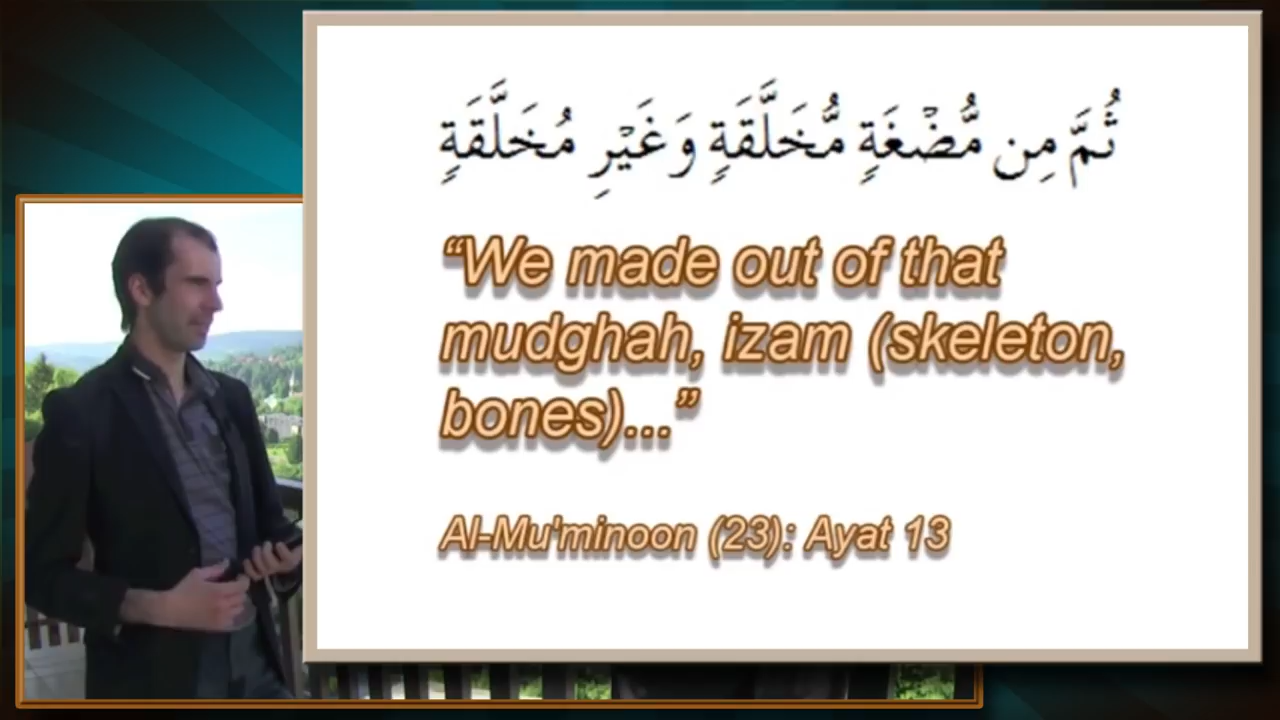 ثُمَّ مِن مُّضْغَةٍ مُّخَلَّقَةٍ وَغَيْرِ مُخَلَّقَةٍ
“We made out of that
mudghah, izam (skeleton,
bones)...”
Al-Mu'minoon (23): Ayat 13